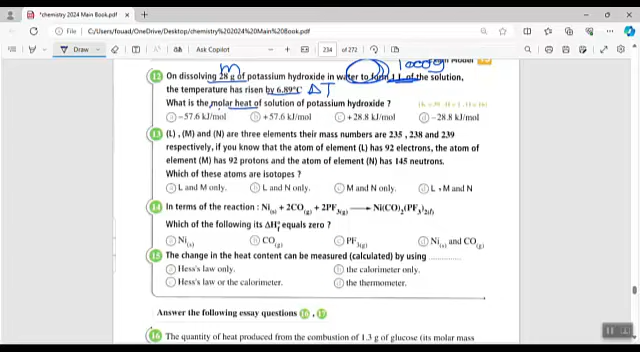 *chemistry 2024 Main Book.pdf
File | C:/Users/fouad/OneDrive/Desktop/chemistry%202024%20Main%20Book.pdf
Draw
Ask Copilot
234 of 272
1000 g
m
12 On dissolving 28 g of potassium hydroxide in water to form 1 L of the solution,
the temperature has risen by 6.89°C ΔT
What is the molar heat of solution of potassium hydroxide ?
a −57.6 kJ/mol b +57.6 kJ/mol c +28.8 kJ/mol d −28.8 kJ/mol
13 (L) , (M) and (N) are three elements their mass numbers are 235 , 238 and 239
respectively, if you know that the atom of element (L) has 92 electrons, the atom of
element (M) has 92 protons and the atom of element (N) has 145 neutrons.
Which of these atoms are isotopes ?
a L and M only. b L and N only. c M and N only. d L , M and N
14 In terms of the reaction : Ni(s) + 2CO(g) + 2PF3(g) ⟶ Ni(CO)2(PF3)2(ℓ)
Which of the following its ΔH°f equals zero ?
a Ni(s) b CO(g) c PF3(g) d Ni(s) and CO(g)
15 The change in the heat content can be measured (calculated) by using ..............
a Hess's law only. b the calorimeter only.
c Hess's law or the calorimeter. d the thermometer.
Answer the following essay questions 16 , 17
16 The quantity of heat produced from the combustion of 1.3 g of glucose (its molar mass